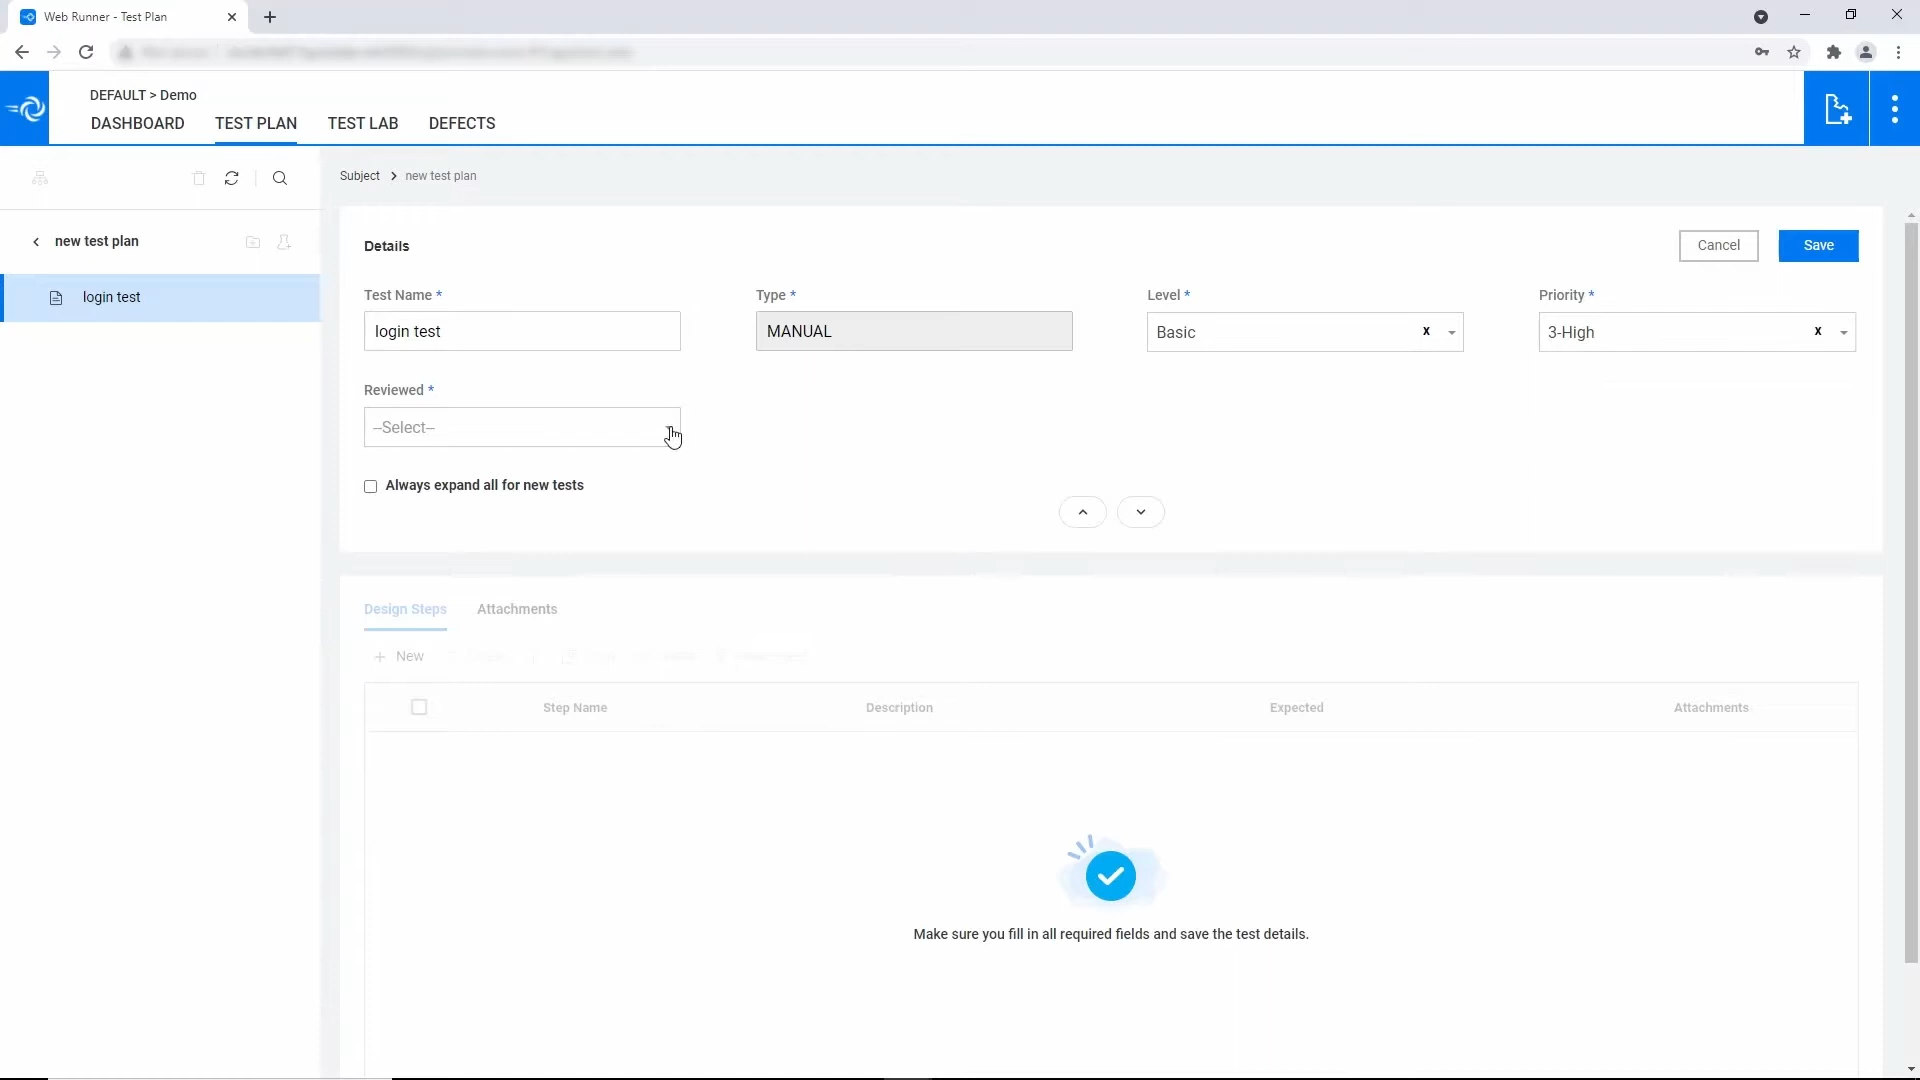 Web Runner - Test Plan
DEFAULT > Demo
DASHBOARD TEST PLAN TEST LAB DEFECTS
Subject > new test plan
new test plan
login test
Details
Cancel Save
Test Name * Type * Level * Priority *
login test MANUAL Basic x 3-High x
Reviewed *
--Select--
Always expand all for new tests
Design Steps Attachments
+ New
Step Name Description Expected Attachments
Make sure you fill in all required fields and save the test details.